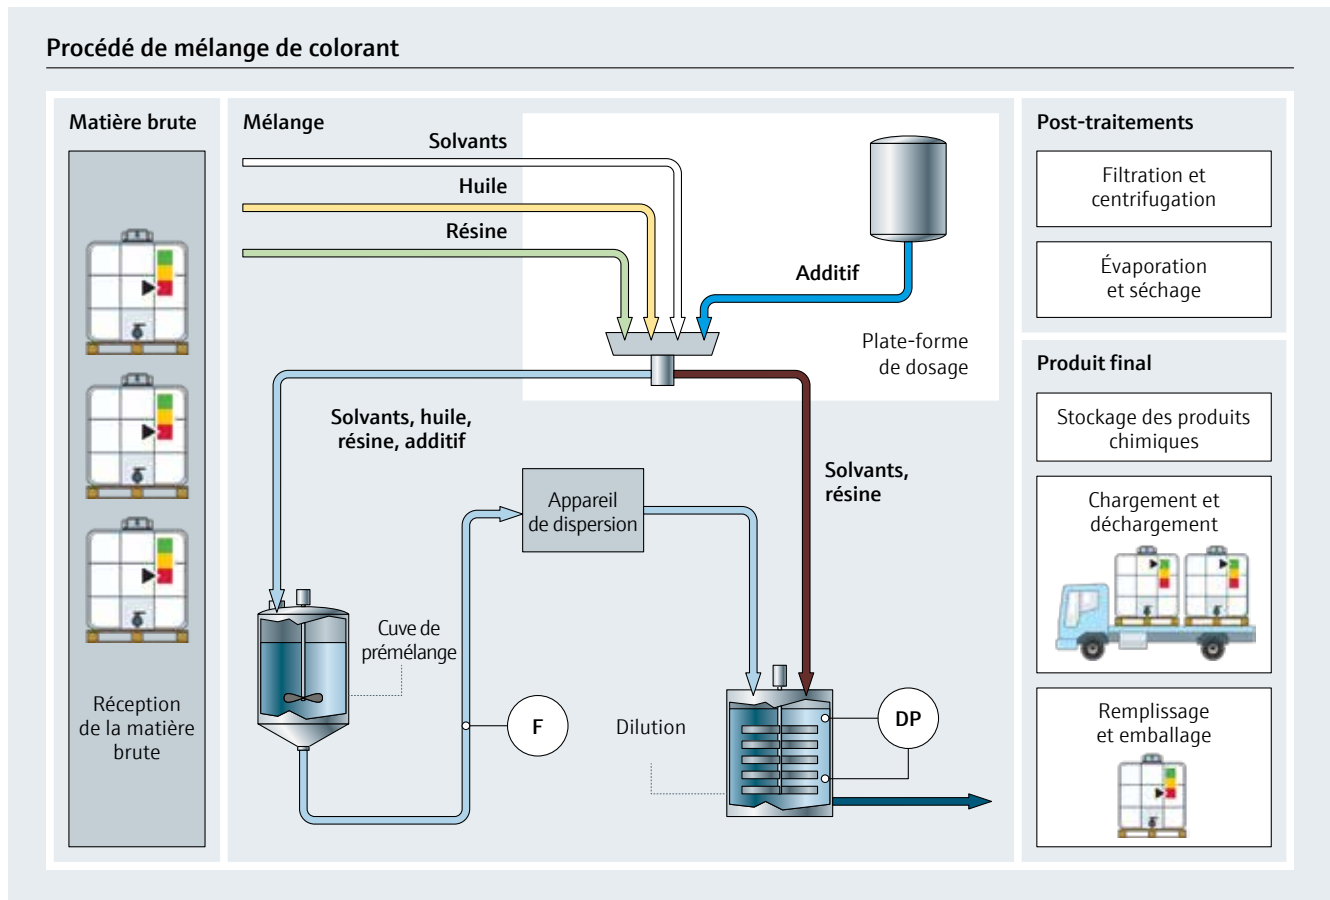 Procédé de mélange de colorant
Matière brute
Réception
de la matière
brute
Mélange
Solvants
Huile
Résine
Additif
Plate-forme
de dosage
Solvants, huile,
résine, additif
Solvants,
résine
Appareil
de dispersion
Cuve de
prémélange
F
Dilution
DP
Post-traitements
Filtration et
centrifugation
Évaporation
et séchage
Produit final
Stockage des produits
chimiques
Chargement et
déchargement
Remplissage
et emballage